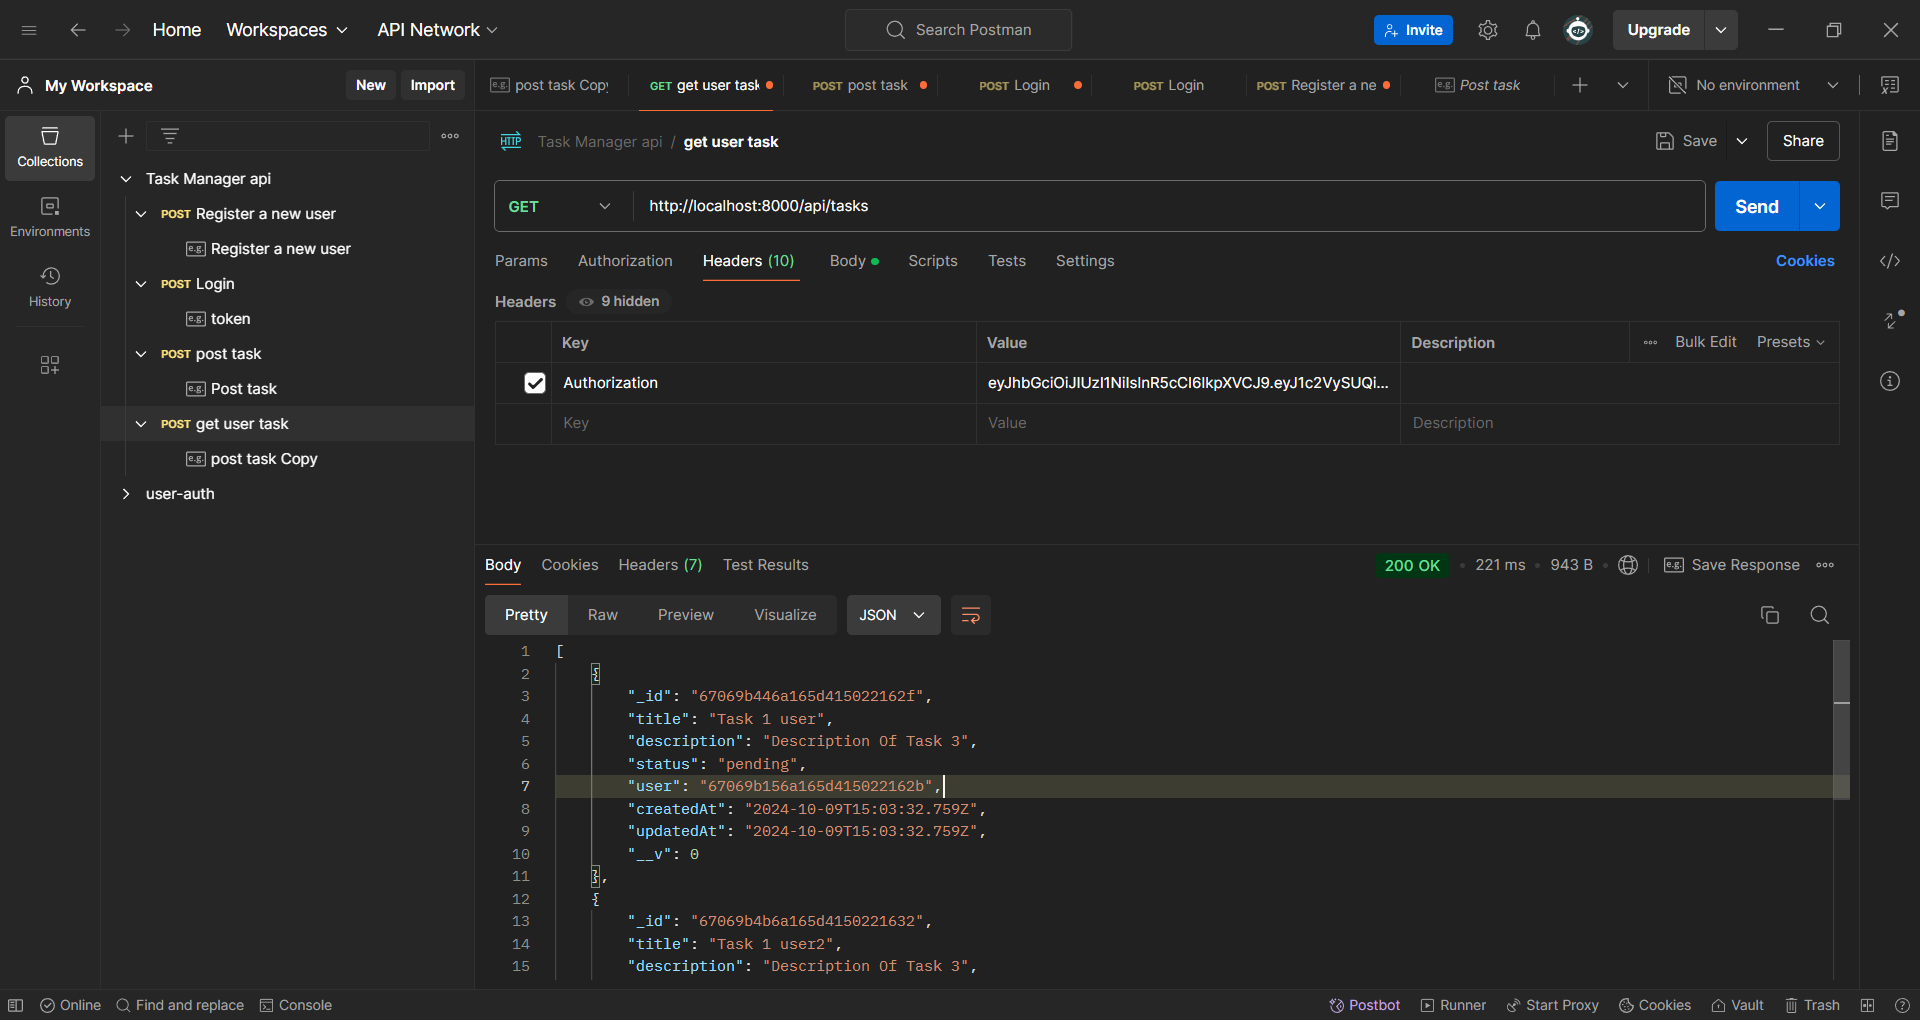 Home Workspaces API Network Search Postman Invite Upgrade
My Workspace New Import
e.g. post task Copy GET get user task POST post task POST Login POST Login POST Register a ne e.g. Post task No environment
Collections
Environments
History
Task Manager api
POST Register a new user
e.g. Register a new user
POST Login
e.g. token
POST post task
e.g. Post task
POST get user task
e.g. post task Copy
user-auth
HTTP Task Manager api / get user task Save Share
GET http://localhost:8000/api/tasks Send
Params Authorization Headers (10) Body Scripts Tests Settings Cookies
Headers 9 hidden
Key Value Description Bulk Edit Presets
Authorization eyJhbGciOiJIUzI1NiIsInR5cCI6IkpXVCJ9.eyJ1c2VySUQi...
Key Value Description
Body Cookies Headers (7) Test Results 200 OK 221 ms 943 B e.g. Save Response
Pretty Raw Preview Visualize JSON
1 [
2 {
3 "_id": "67069b446a165d415022162f",
4 "title": "Task 1 user",
5 "description": "Description Of Task 3",
6 "status": "pending",
7 "user": "67069b156a165d415022162b",
8 "createdAt": "2024-10-09T15:03:32.759Z",
9 "updatedAt": "2024-10-09T15:03:32.759Z",
10 "__v": 0
11 },
12 {
13 "_id": "67069b4b6a165d4150221632",
14 "title": "Task 1 user2",
15 "description": "Description Of Task 3",
Online Find and replace Console Postbot Runner Start Proxy Cookies Vault Trash